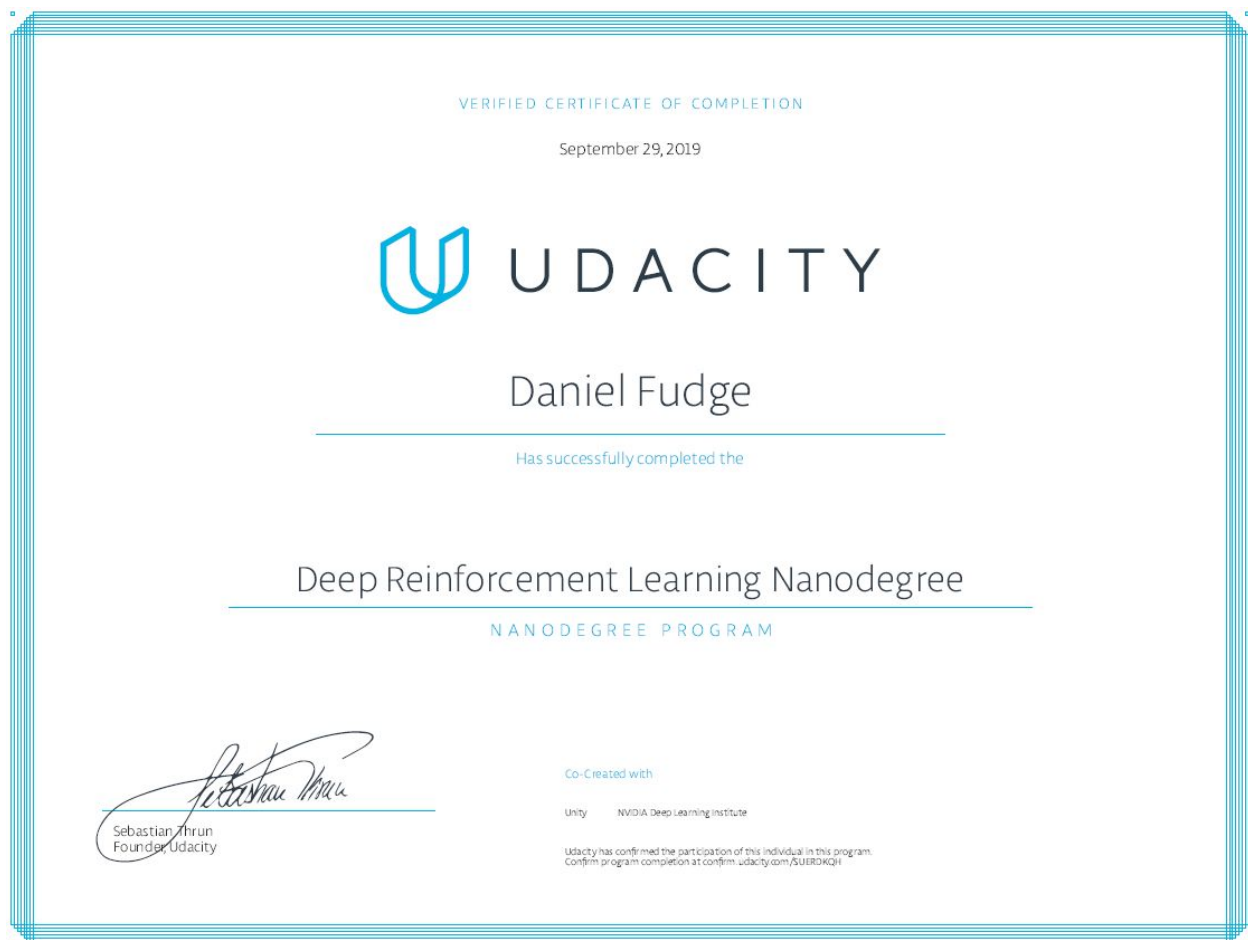 VERIFIED CERTIFICATE OF COMPLETION
September 29, 2019
UDACITY
Daniel Fudge
Has successfully completed the
Deep Reinforcement Learning Nanodegree
NANODEGREE PROGRAM
Sebastian Thrun
Sebastian Thrun
Founder, Udacity
Co-Created with
Unity NVIDIA Deep Learning Institute
Udacity has confirmed the participation of this individual in this program.
Confirm program completion at confirm.udacity.com/SUERDKQH